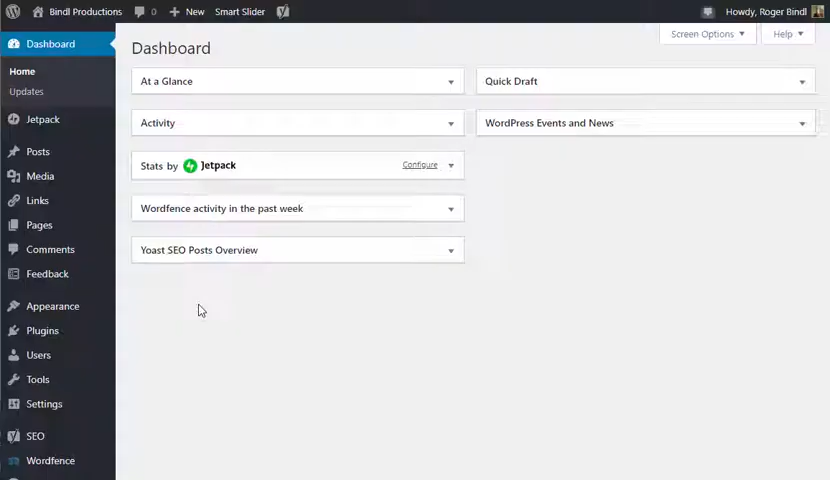 Bindl Productions 0 + New Smart Slider Howdy, Roger Bindl
Screen Options Help
Dashboard
Home
Updates
Jetpack
Posts
Media
Links
Pages
Comments
Feedback
Appearance
Plugins
Users
Tools
Settings
SEO
Wordfence
Dashboard
At a Glance
Activity
Stats by Jetpack Configure
Wordfence activity in the past week
Yoast SEO Posts Overview
Quick Draft
WordPress Events and News